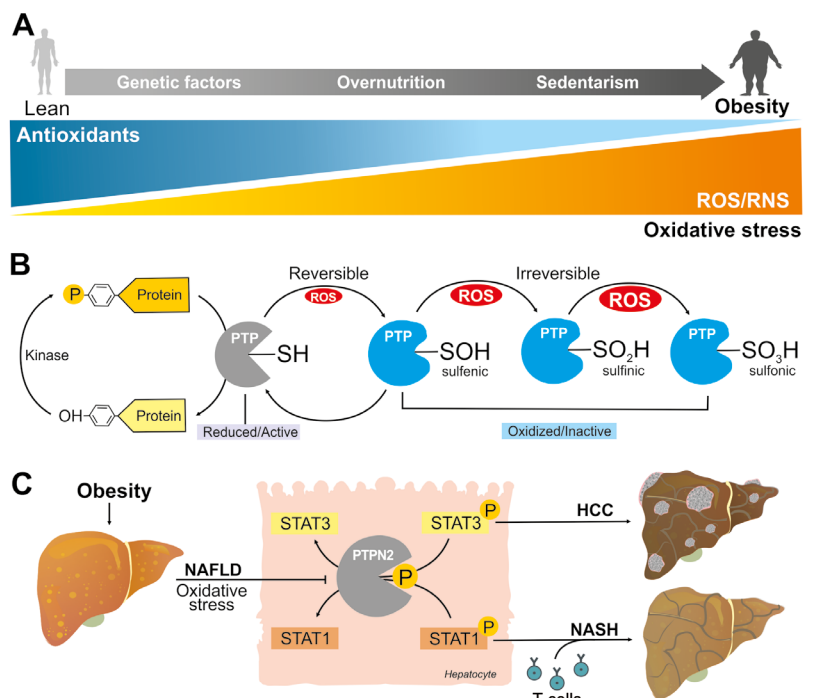 A
Genetic factors
Overnutrition
Sedentarism
Lean
Obesity
Antioxidants
ROS/RNS
Oxidative stress
B
Reversible
Irreversible
P
Protein
ROS
ROS
ROS
Kinase
PTP
SH
PTP
SOH
sulfenic
PTP
SO2H
sulfinic
PTP
SO3H
sulfonic
OH
Protein
Reduced/Active
Oxidized/Inactive
C
Obesity
STAT3
STAT3
P
HCC
PTPN2
P
NAFLD
Oxidative
stress
STAT1
STAT1
P
NASH
Hepatocyte